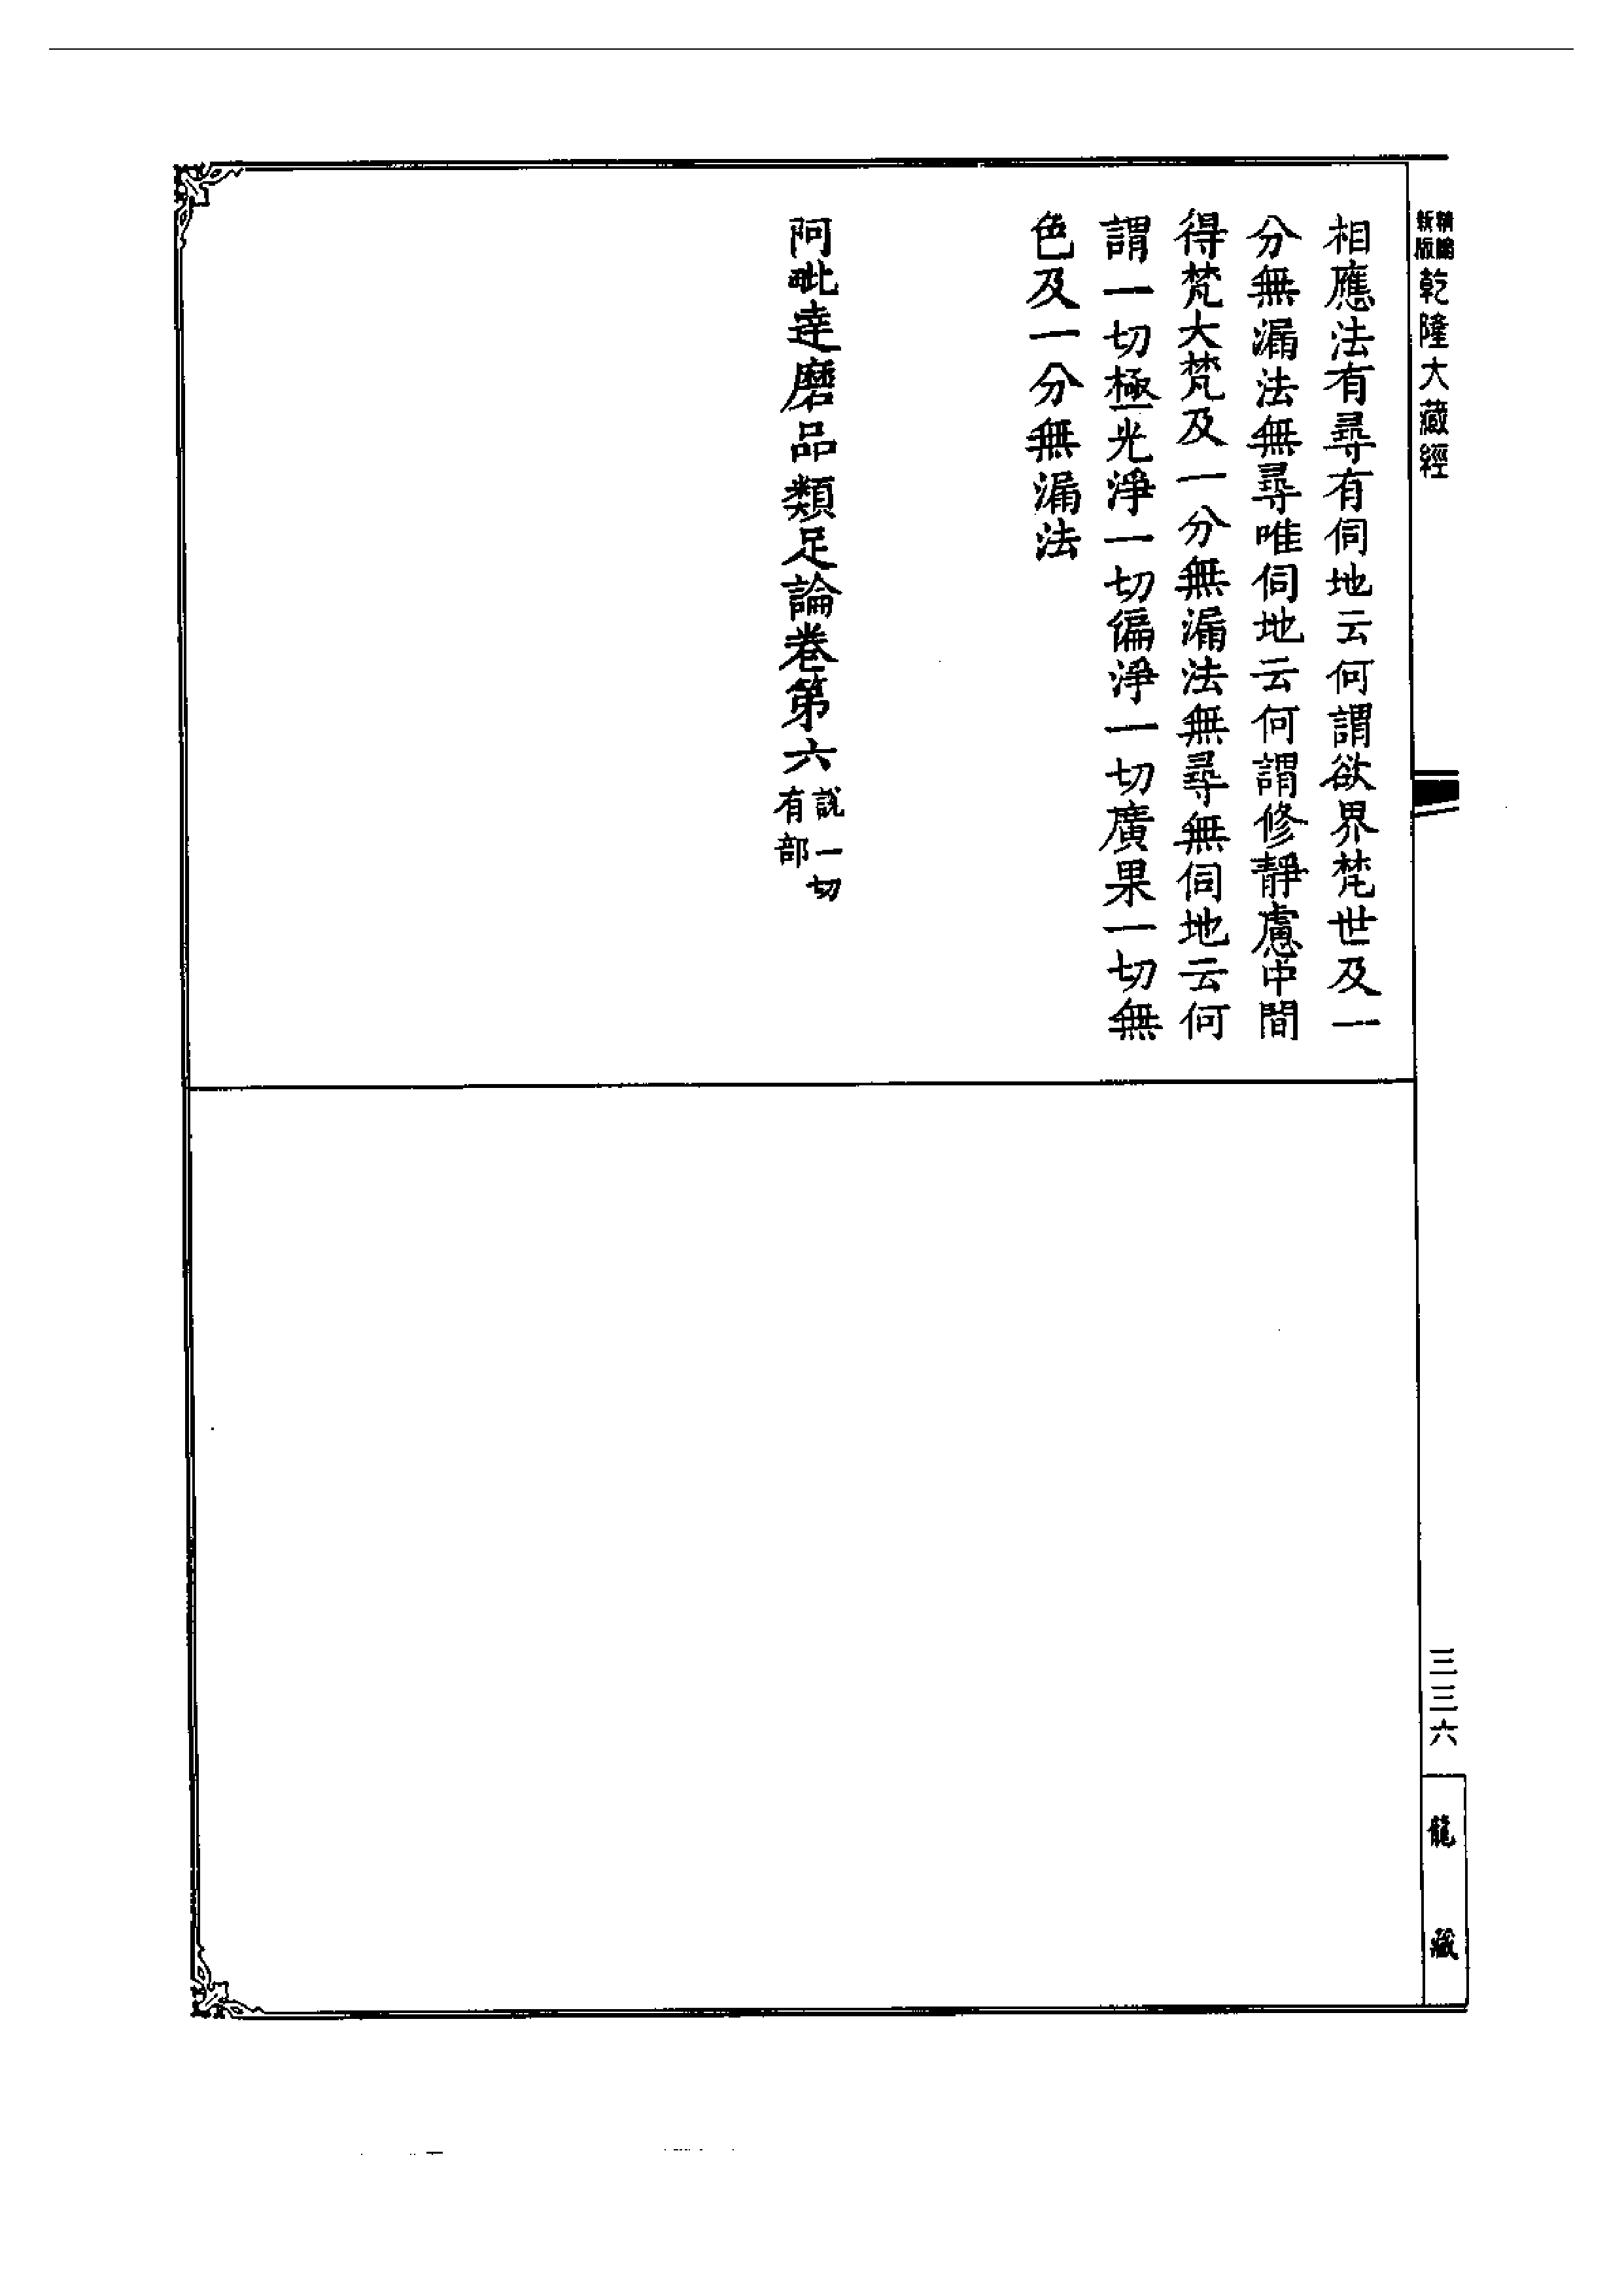 新版精縮乾隆大藏經
相應法有尋有伺地云何謂欲界梵世及一
分無漏法無尋唯伺地云何謂修靜慮中間
得梵大梵及一分無漏法無尋無伺地云何
謂一切極光淨一切徧淨一切廣果一切無
色及一分無漏法
阿毗達磨品類足論卷第六
說一切
有部
三三六
龍藏